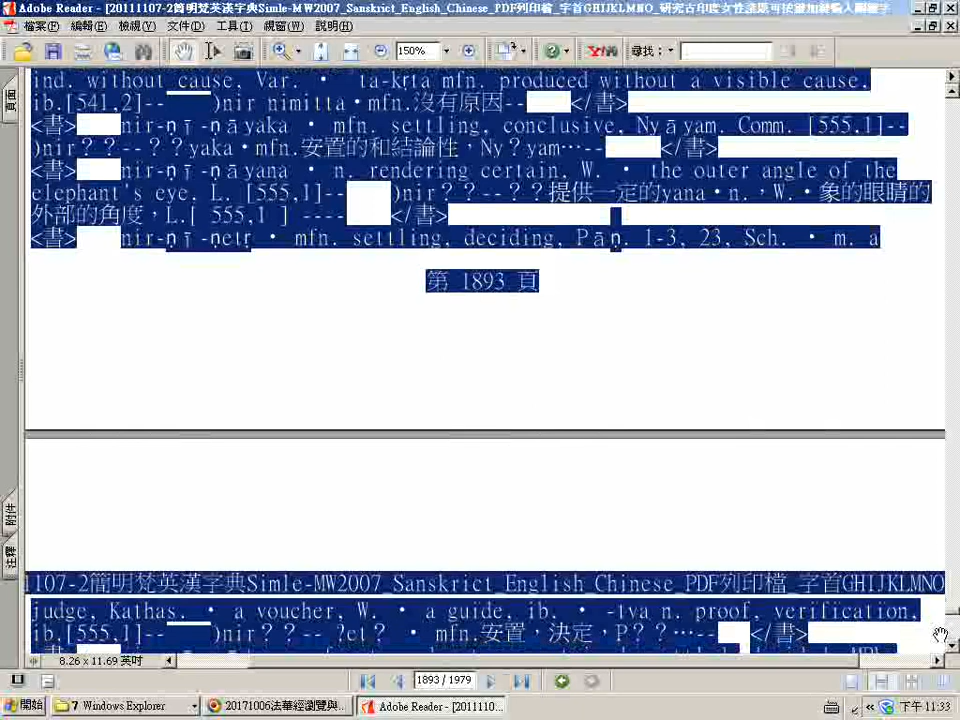 Adobe Reader - [20111107-2簡明梵英漢字典Simle-MW2007_Sanskrict_English_Chinese_PDF列印檔_字首GHIJKLMNO_研究古印度女性話題可按滑鼠鍵輸入關鍵字
檔案(F) 編輯(E) 檢視(V) 文件(D) 工具(T) 視窗(W) 說明(H)
150% Y! 尋找:
頁面
ind. without cause, Var. • ta-kṛta mfn. produced without a visible cause,
ib.[541,2]-- )nir nimitta•mfn.沒有原因-- </書>
<書> nir-ṇī-ṇāyaka • mfn. settling, conclusive, Nyāyam. Comm. [555,1]--
)nir??--??yaka•mfn.安置的和結論性,Ny?yam…-- </書>
<書> nir-ṇī-ṇāyana • n. rendering certain, W. • the outer angle of the
elephant's eye. L. [555,1]-- )nir??--??提供一定的yana•n.,W.•象的眼睛的
外部的角度,L.[ 555,1 ] ---- </書>
<書> nir-ṇī-ṇetṛ • mfn. settling, deciding, Pāṇ. 1-3, 23, Sch. • m. a
第 1893 頁
附件
注釋
1107-2簡明梵英漢字典Simle-MW2007_Sanskrict_English_Chinese_PDF列印檔_字首GHIJKLMNO
judge, Kathas. • a voucher, W. • a guide, ib. • -tva n. proof, verification,
ib.[555,1]-- )nir??-- ?et? • mfn.安置,決定,P??…-- </書>
8.26 x 11.69 英吋
1893 / 1979
開始 7 Windows Explorer 20171006法華經瀏覽與... Adobe Reader - [2011110... 下午 11:33